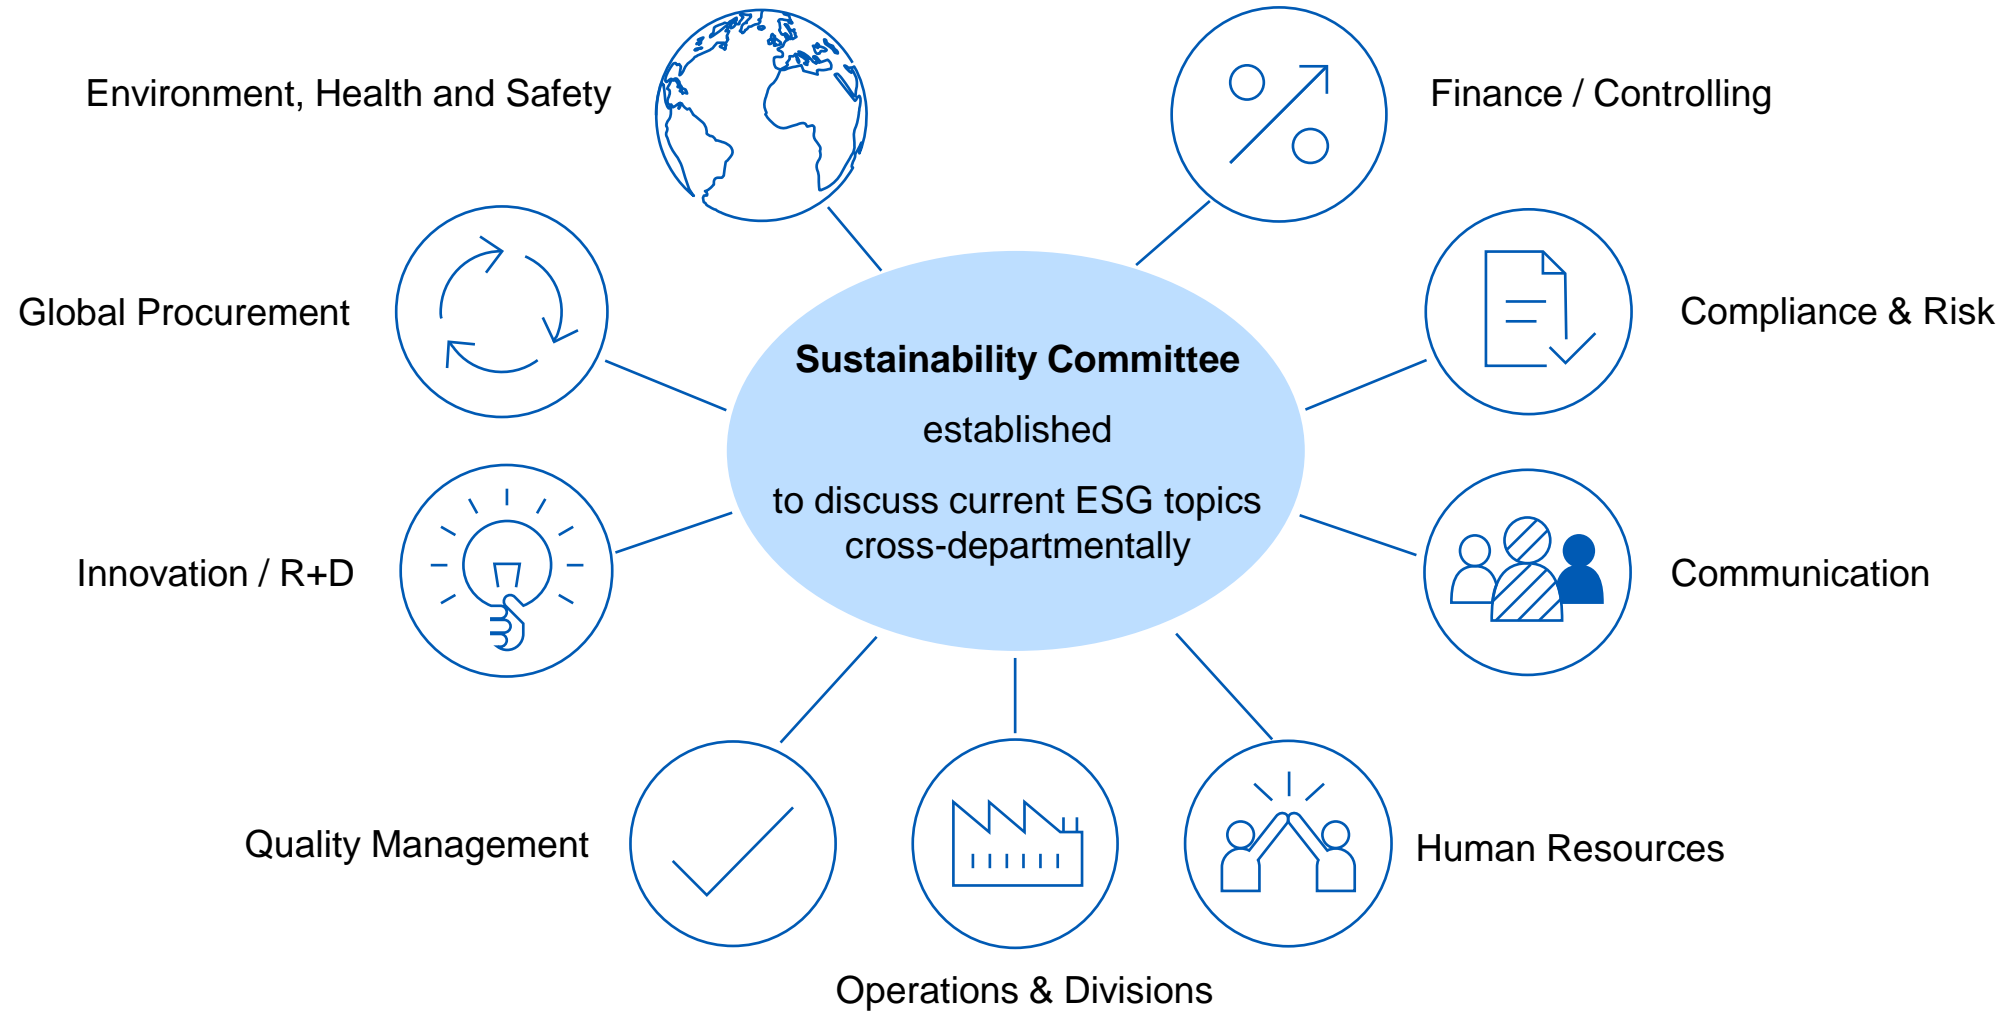 Environment, Health and Safety
Finance / Controlling
Global Procurement
Compliance & Risk
Sustainability Committee
established
to discuss current ESG topics
cross-departmentally
Innovation / R+D
Communication
Quality Management
Human Resources
Operations & Divisions